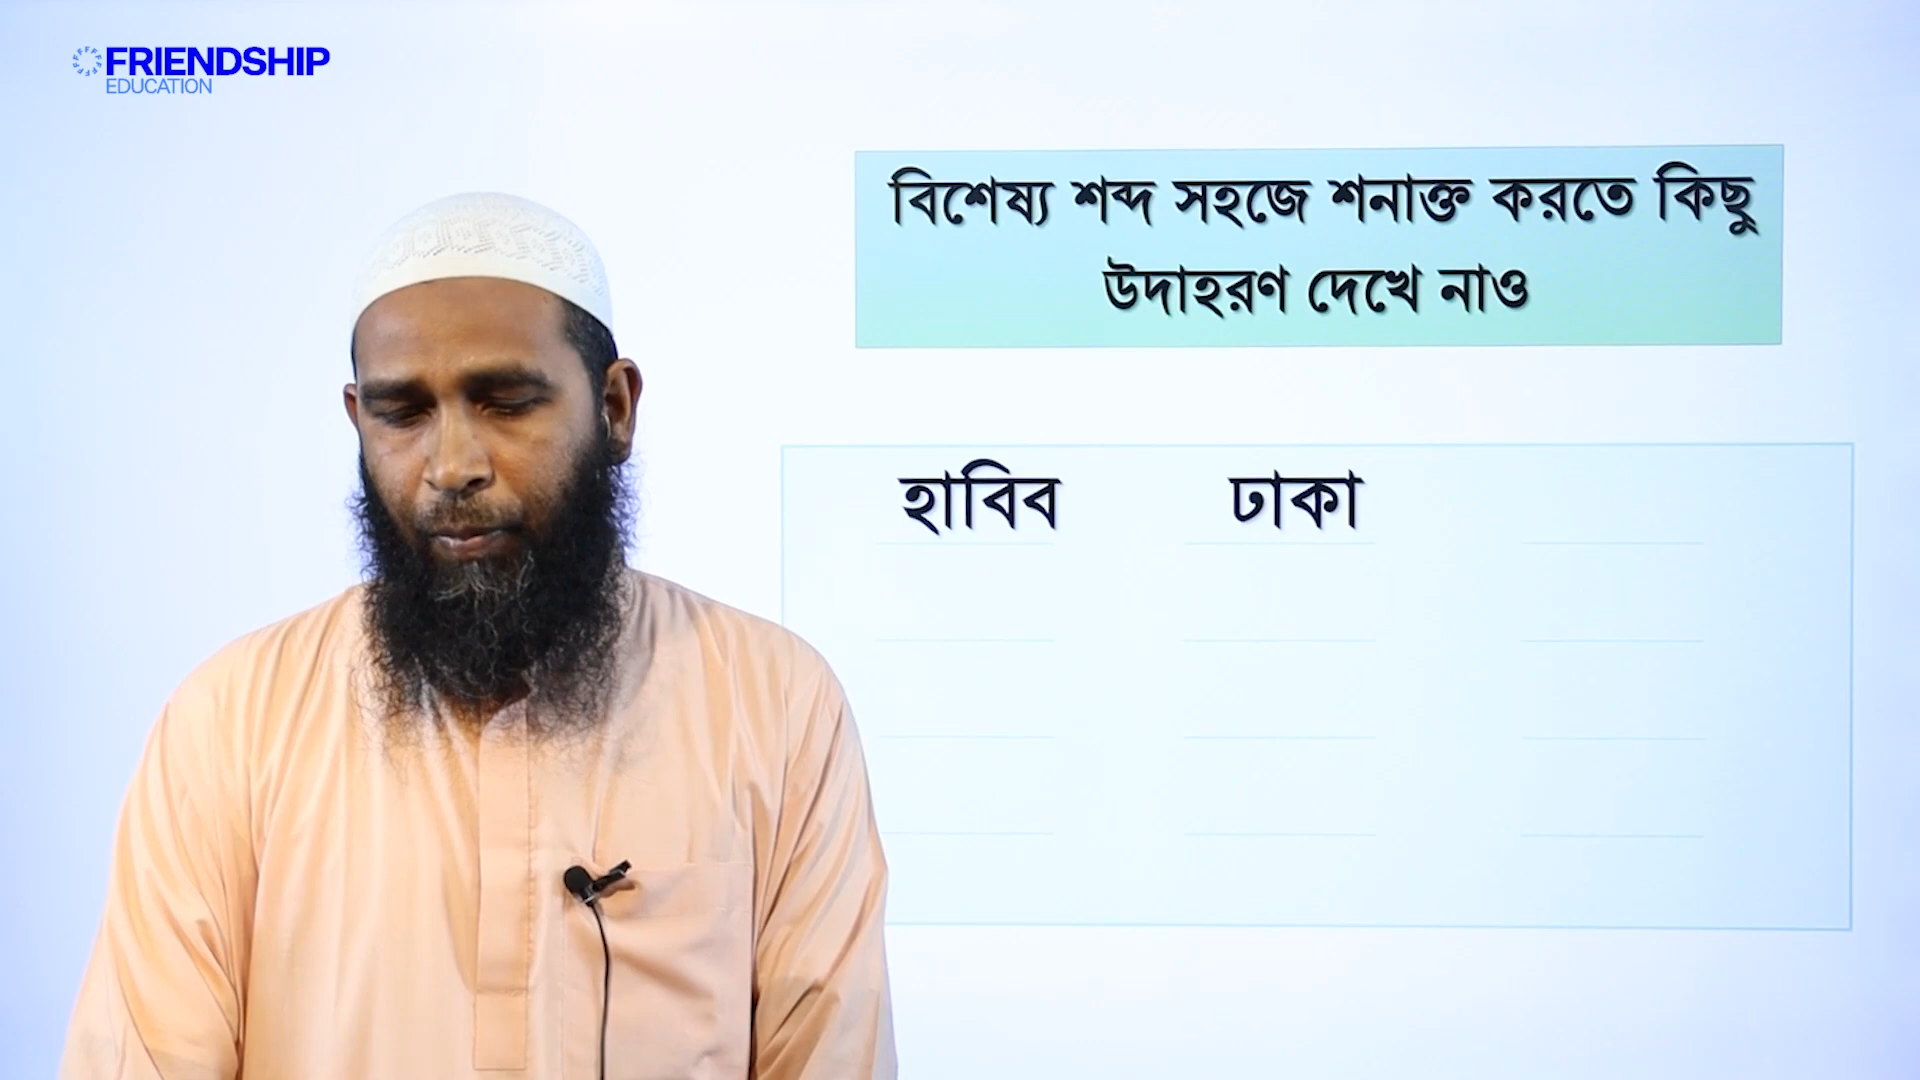 FRIENDSHIP
EDUCATION
বিশেষ্য শব্দ সহজে শনাক্ত করতে কিছু
উদাহরণ দেখে নাও
হাবিব ঢাকা